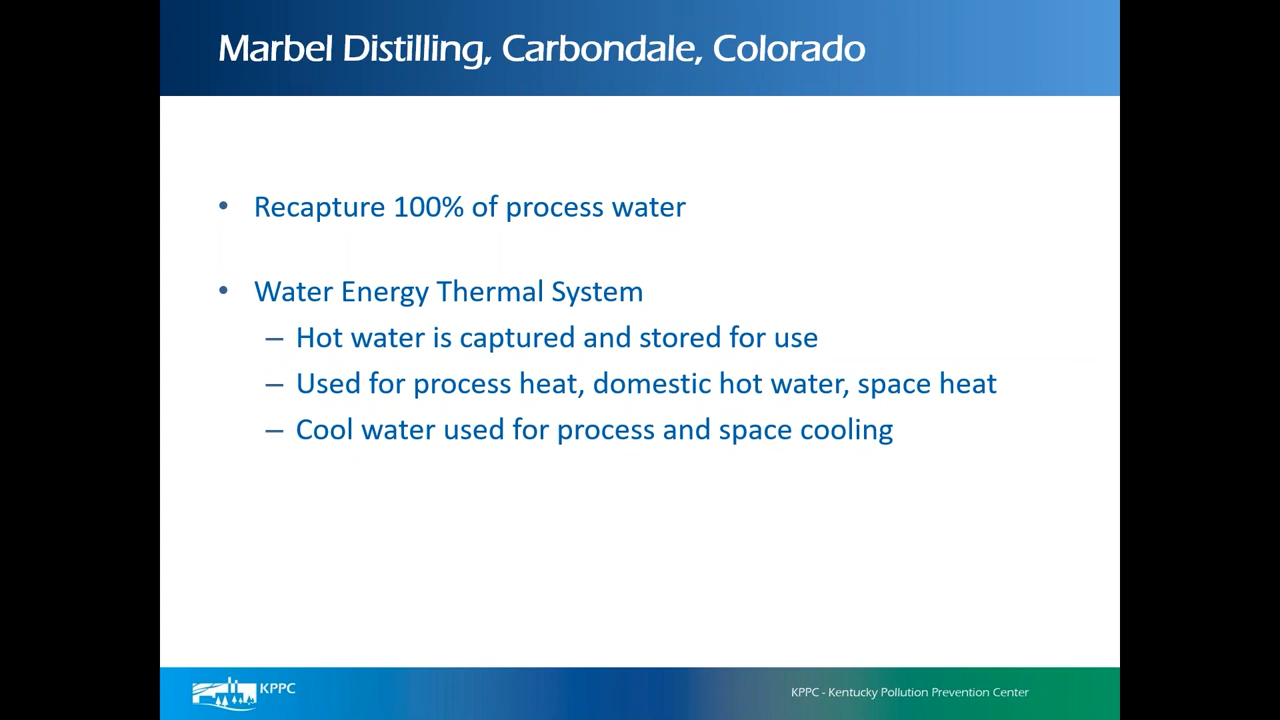 Marbel Distilling, Carbondale, Colorado
• Recapture 100% of process water
• Water Energy Thermal System
– Hot water is captured and stored for use
– Used for process heat, domestic hot water, space heat
– Cool water used for process and space cooling
KPPC
KPPC - Kentucky Pollution Prevention Center